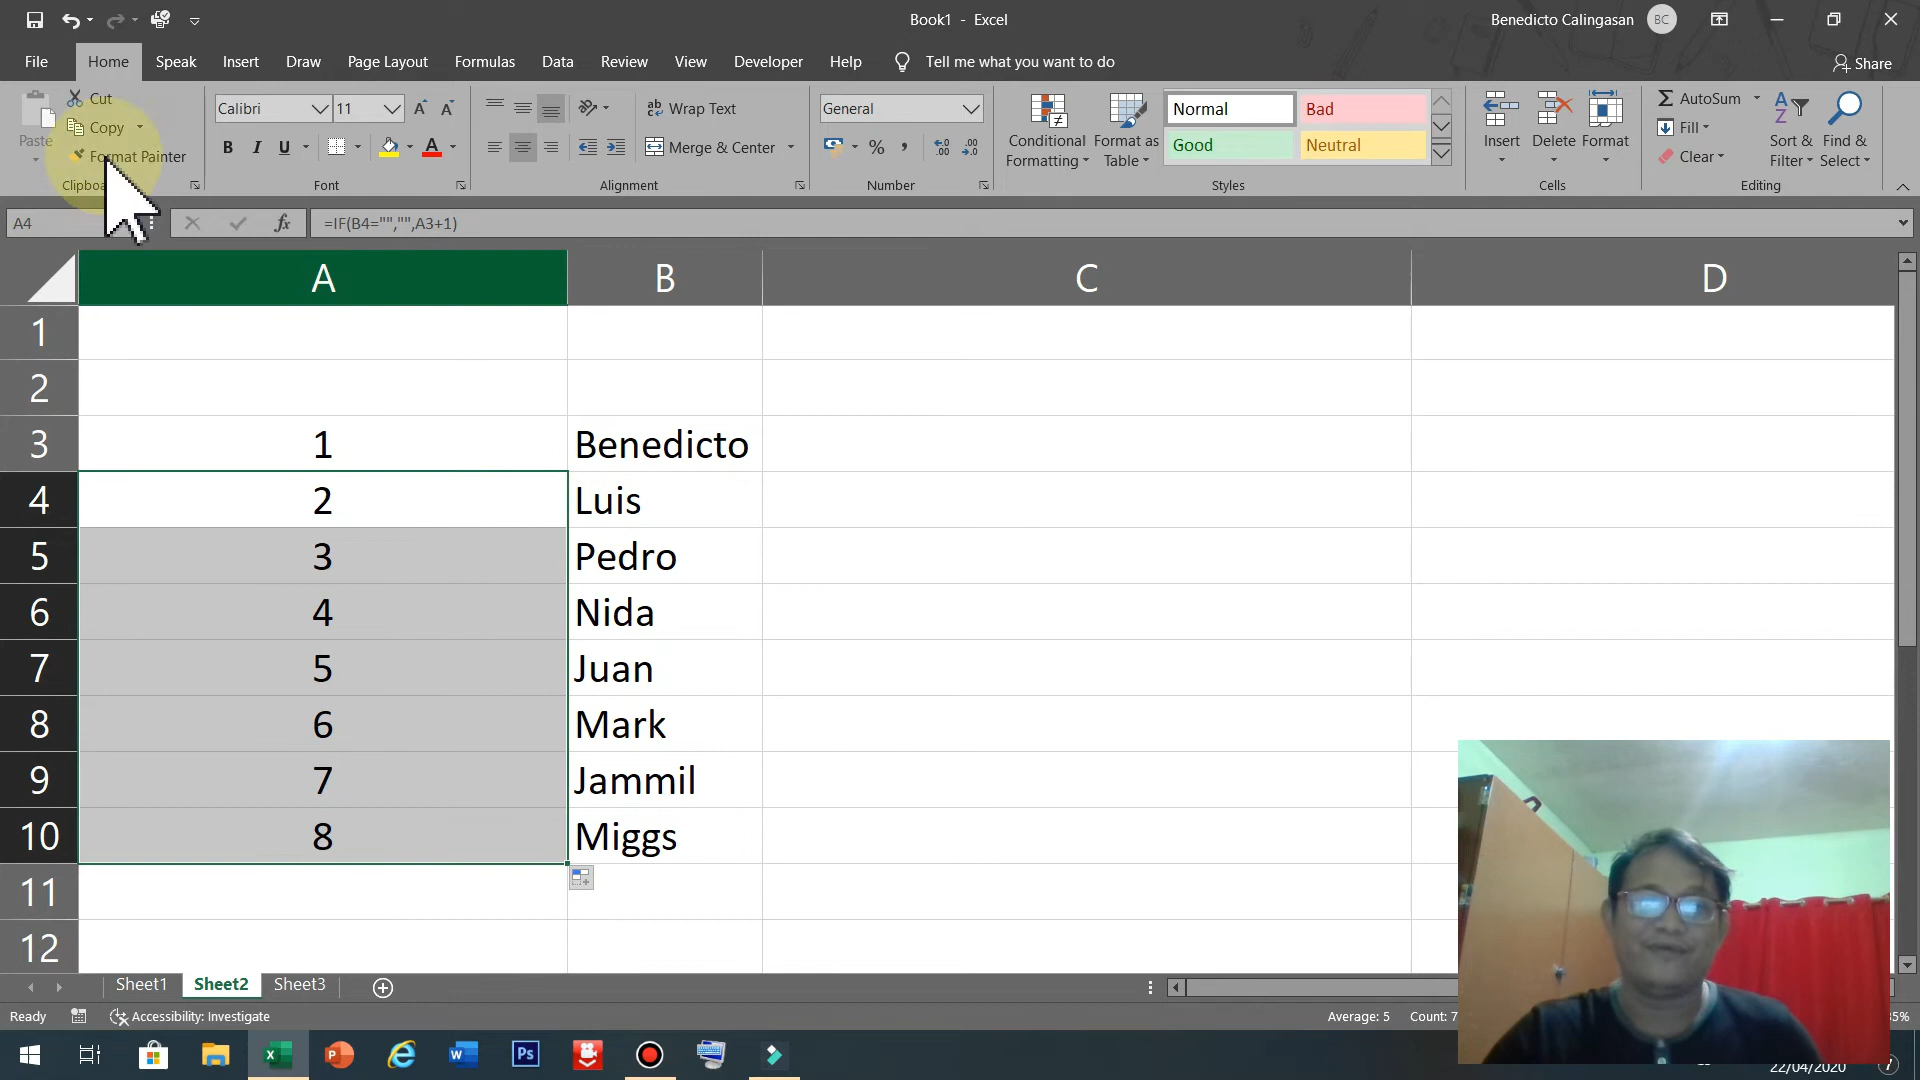 Book1 - Excel
Benedicto Calingasan BC
File Home Speak Insert Draw Page Layout Formulas Data Review View Developer Help Tell me what you want to do Share
Paste
Cut
Copy
Format Painter
Calibri 11
B I U A
Wrap Text
Merge & Center
General
% ,
Conditional Formatting
Format as Table
Normal Bad
Good Neutral
Insert Delete Format
AutoSum
Fill
Clear
Sort & Filter
Find & Select
Font Alignment Number Styles Cells Editing
A4 fx =IF(B4="","",A3+1)
A B C D
1
2
3 1 Benedicto
4 2 Luis
5 3 Pedro
6 4 Nida
7 5 Juan
8 6 Mark
9 7 Jammil
10 8 Miggs
11
12
Sheet1 Sheet2 Sheet3
Ready Accessibility: Investigate Average: 5 Count: 7
22/04/2020